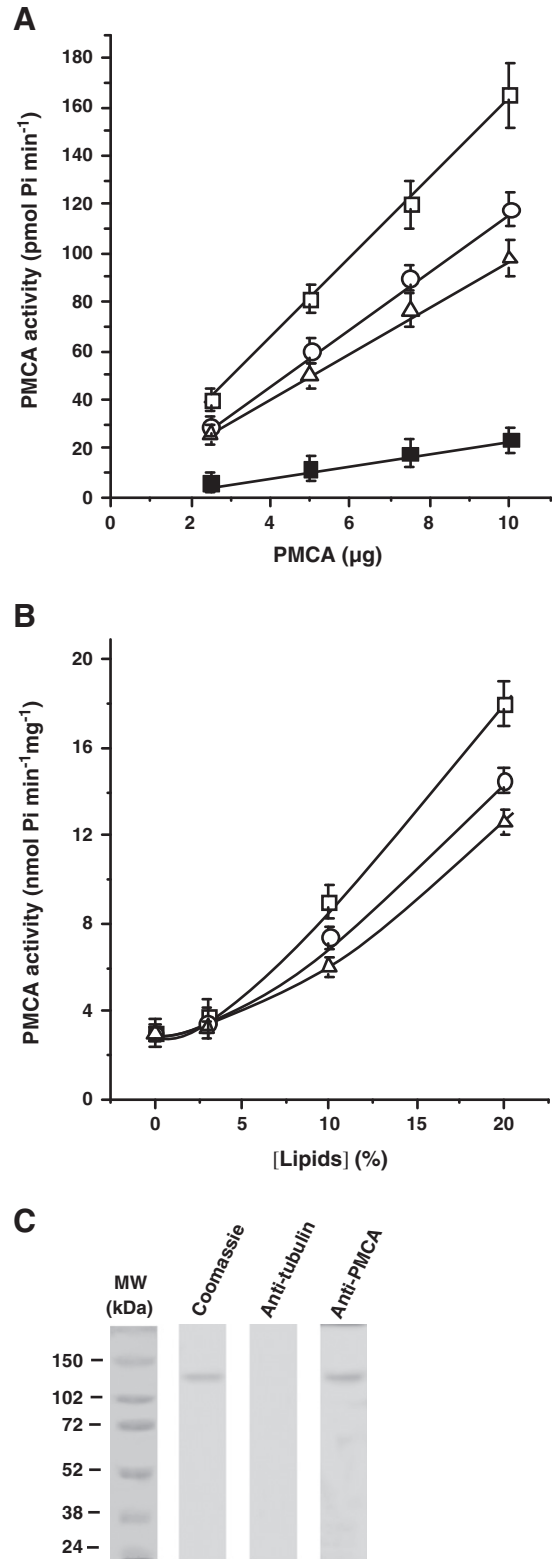 A
PMCA activity (pmol Pi min⁻¹)
180
160
140
120
100
80
60
40
20
0
0 2 4 6 8 10
PMCA (µg)
B
PMCA activity (nmol Pi min⁻¹mg⁻¹)
20
16
12
8
4
0
0 5 10 15 20
[Lipids] (%)
C
MW
(kDa)
Coomassie
Anti-tubulin
Anti-PMCA
150
102
72
52
38
24